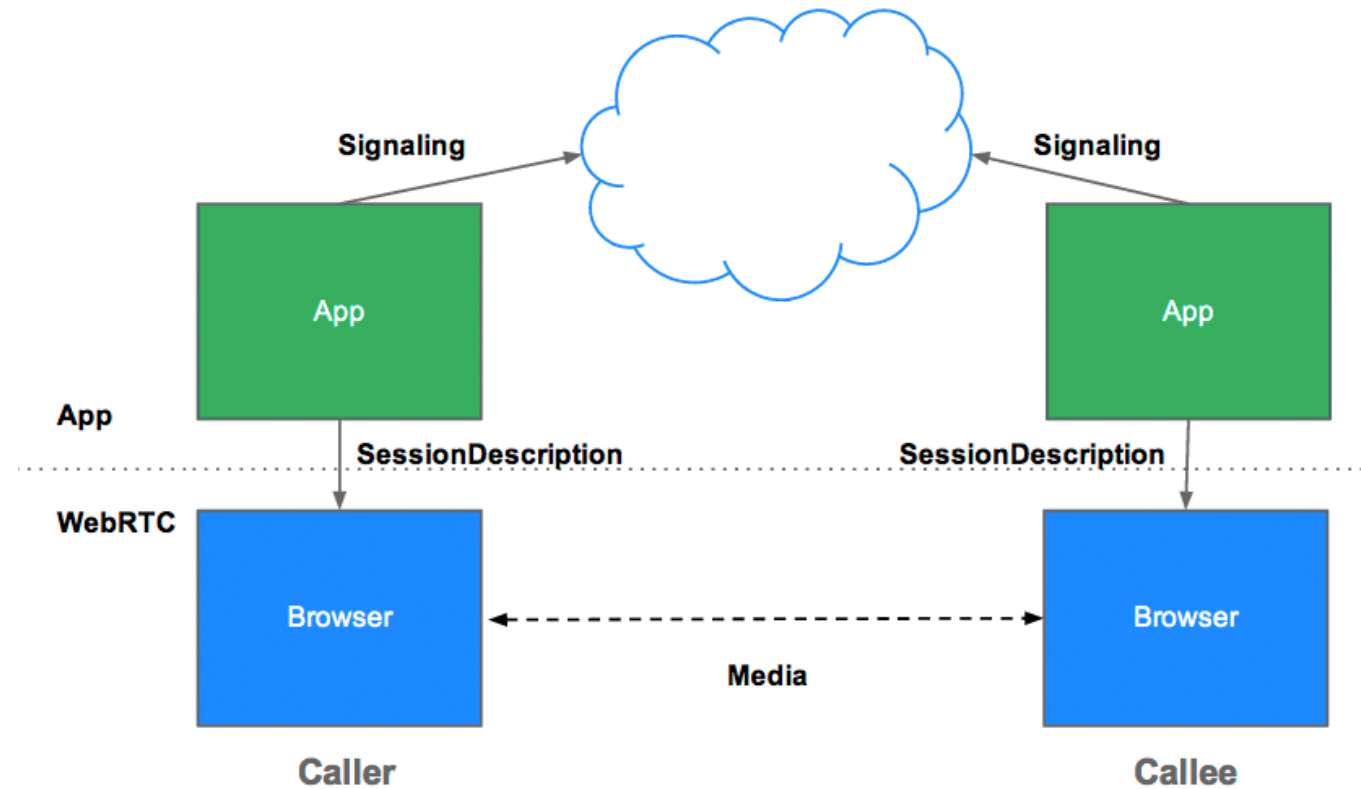 Signaling
Signaling
App
App
App
SessionDescription
SessionDescription
WebRTC
Browser
Browser
Media
Caller
Callee